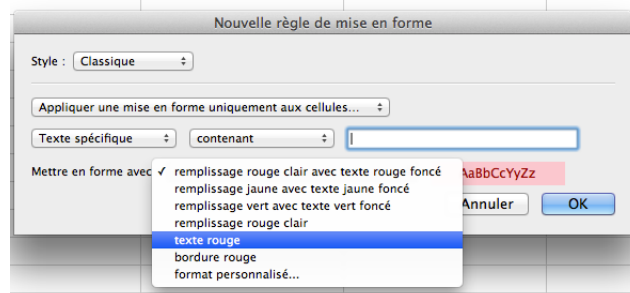 Nouvelle règle de mise en forme
Style : Classique
Appliquer une mise en forme uniquement aux cellules...
Texte spécifique contenant
Mettre en forme avec ✓ remplissage rouge clair avec texte rouge foncé AaBbCcYyZz
remplissage jaune avec texte jaune foncé
remplissage vert avec texte vert foncé Annuler OK
remplissage rouge clair
texte rouge
bordure rouge
format personnalisé...